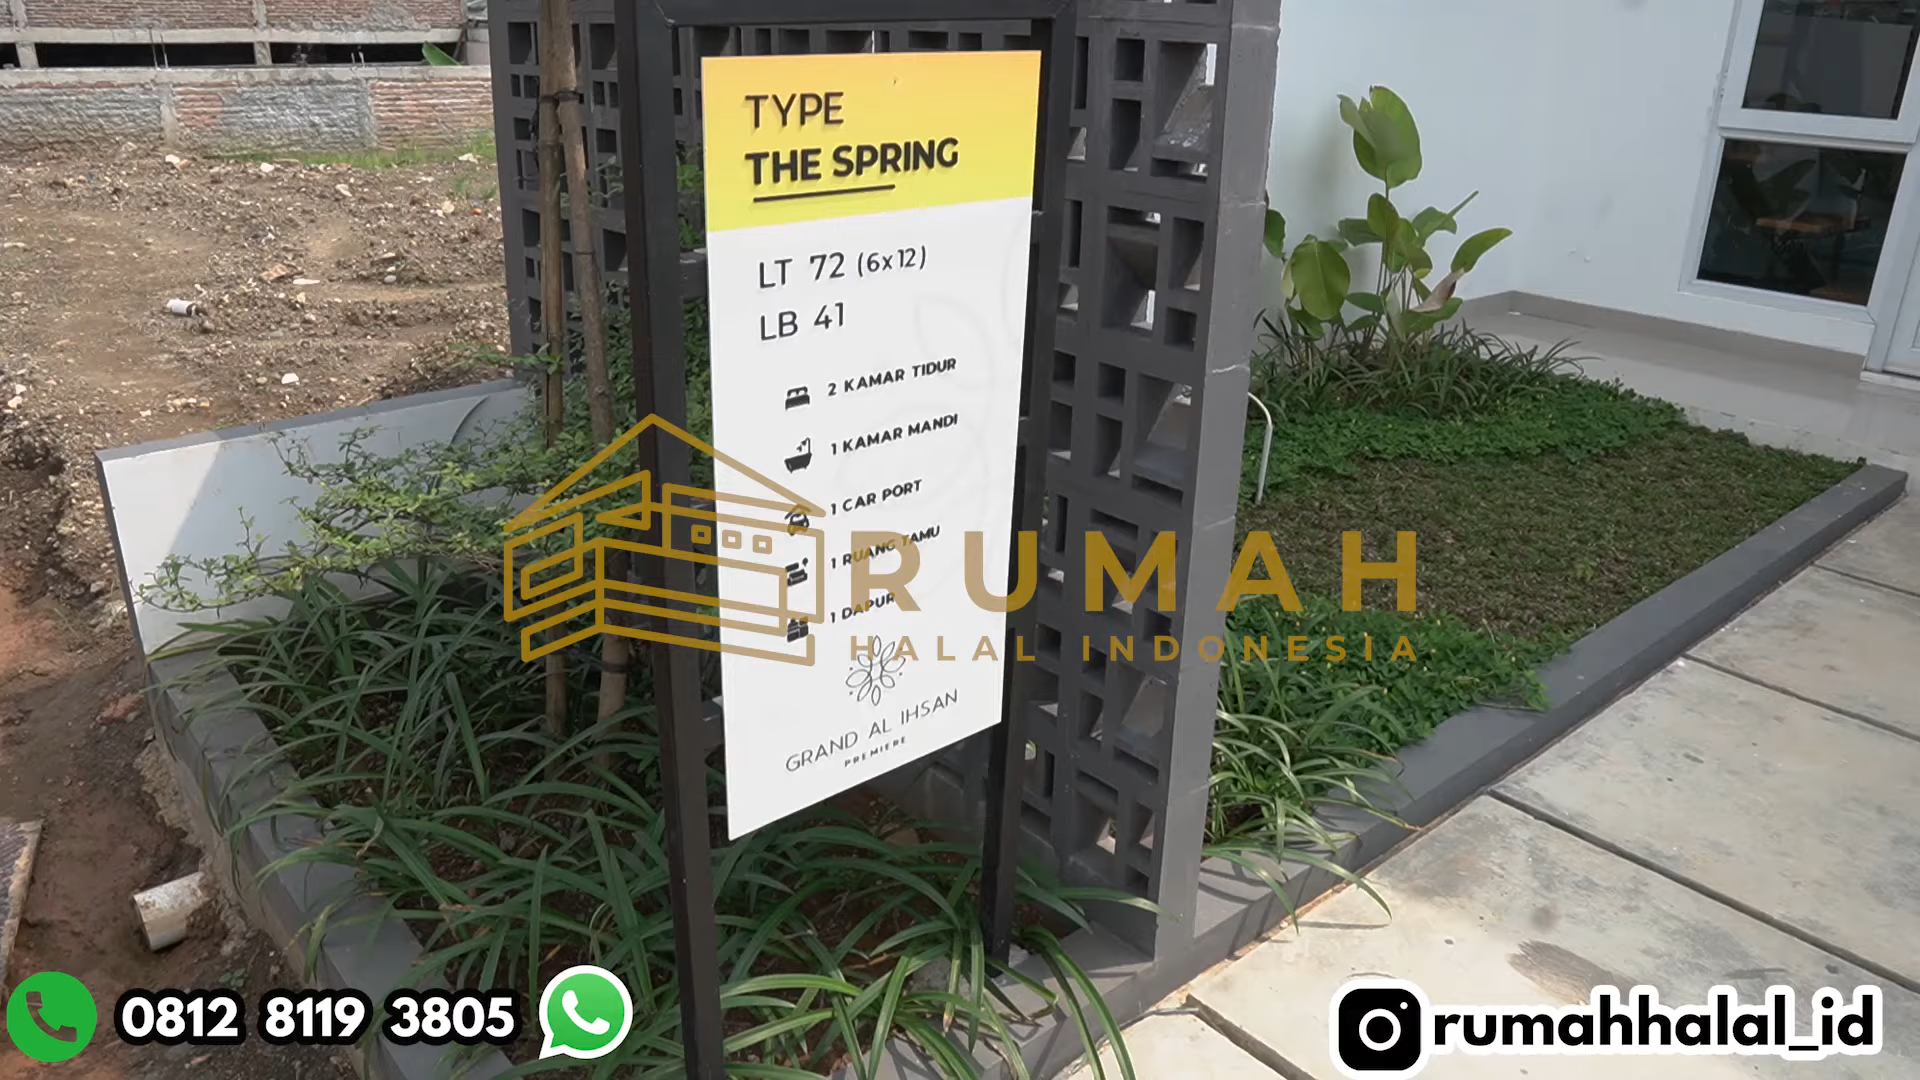 TYPE
THE SPRING
LT 72 (6x12)
LB 41
2 KAMAR TIDUR
1 KAMAR MANDI
1 CAR PORT
1 RUANG TAMU
1 DAPUR
GRAND AL IHSAN
PREMIERE
RUMAH
HALAL INDONESIA
0812 8119 3805
rumahhalal_id